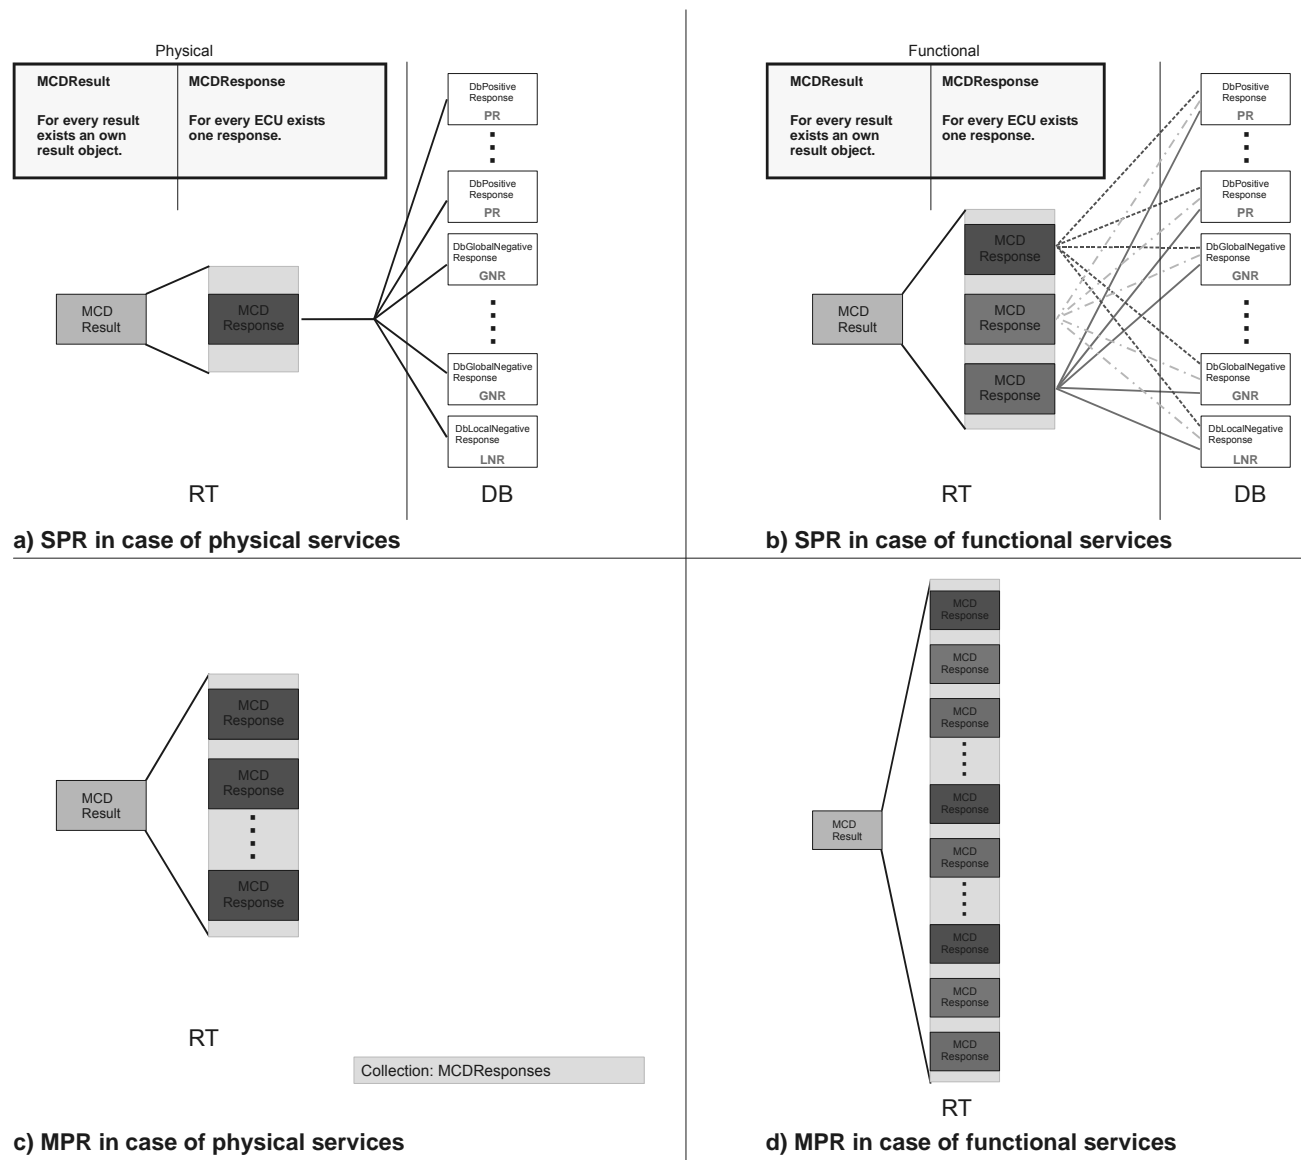 Physical
MCDResult
MCDResponse
For every result
exists an own
result object.
For every ECU exists
one response.
DbPositive
Response
PR
DbPositive
Response
PR
DbGlobalNegative
Response
GNR
DbGlobalNegative
Response
GNR
DbLocalNegative
Response
LNR
MCD
Result
MCD
Response
RT
DB
a) SPR in case of physical services
Functional
MCDResult
MCDResponse
For every result
exists an own
result object.
For every ECU exists
one response.
DbPositive
Response
PR
DbPositive
Response
PR
DbGlobalNegative
Response
GNR
DbGlobalNegative
Response
GNR
DbLocalNegative
Response
LNR
MCD
Result
MCD
Response
MCD
Response
MCD
Response
RT
DB
b) SPR in case of functional services
MCD
Result
MCD
Response
MCD
Response
MCD
Response
RT
Collection: MCDResponses
c) MPR in case of physical services
MCD
Result
MCD
Response
MCD
Response
MCD
Response
MCD
Response
MCD
Response
MCD
Response
MCD
Response
MCD
Response
RT
d) MPR in case of functional services